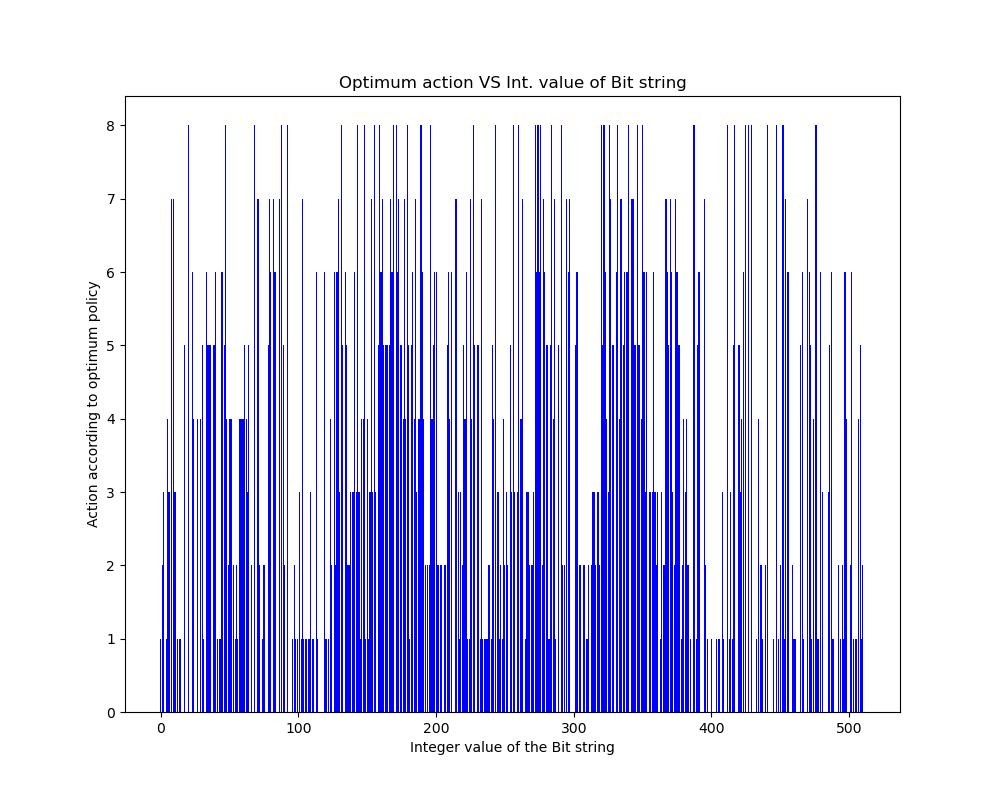 Optimum action VS Int. value of Bit string
Action according to optimum policy
8
7
6
5
4
3
2
1
0
0 100 200 300 400 500
Integer value of the Bit string